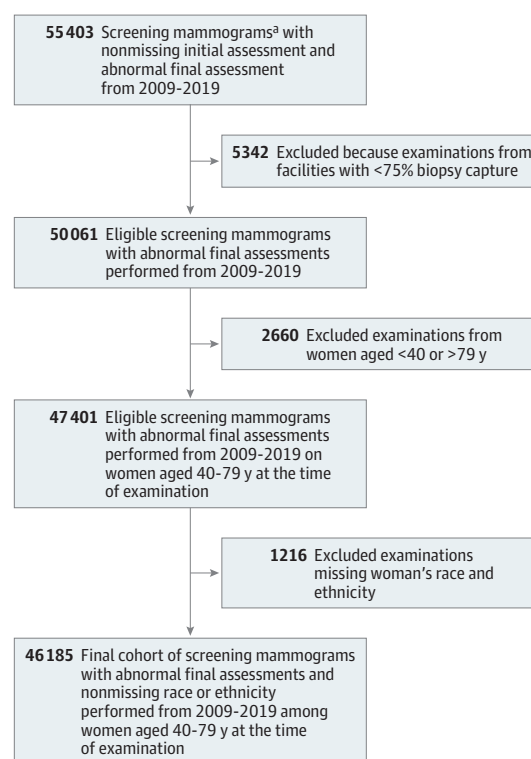 55403 Screening mammogramsᵃ with
nonmissing initial assessment and
abnormal final assessment
from 2009-2019
5342 Excluded because examinations from
facilities with <75% biopsy capture
50061 Eligible screening mammograms
with abnormal final assessments
performed from 2009-2019
2660 Excluded examinations from
women aged <40 or >79 y
47401 Eligible screening mammograms
with abnormal final assessments
performed from 2009-2019 on
women aged 40-79 y at the time
of examination
1216 Excluded examinations
missing woman's race and
ethnicity
46185 Final cohort of screening mammograms
with abnormal final assessments and
nonmissing race or ethnicity
performed from 2009-2019 among
women aged 40-79 y at the time
of examination